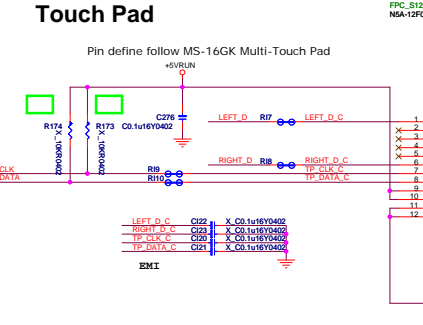 Touch Pad
FPC_S12
N5A-12F0
Pin define follow MS-16GK Multi-Touch Pad
+5VRUN
R174
X_10KR0402
R173
X_10KR0402
C276
C0.1u16Y0402
LEFT_D
RI7
LEFT_D_C
RIGHT_D
RI8
RIGHT_D_C
CLK
RI9
TP_CLK_C
DATA
RI10
TP_DATA_C
1
2
3
4
5
6
7
8
9
10
11
12
LEFT_D_C CI22 X_C0.1u16Y0402
RIGHT_D_C CI23 X_C0.1u16Y0402
TP_CLK_C CI20 X_C0.1u16Y0402
TP_DATA_C CI21 X_C0.1u16Y0402
EMI